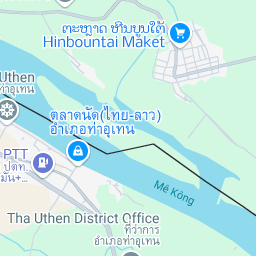 ຕະຫຼາດ ຫີນບູນໃຕ້
Hinbountai Maket
Uthen
าอุเทน
ตลาดนัด(ไทย-ลาว)
อำเภอท่าอุเทน
PTT
ปตท.
Mê Kông
Tha Uthen District Office
ที่ว่าการ
อำเภอท่าอุเทน